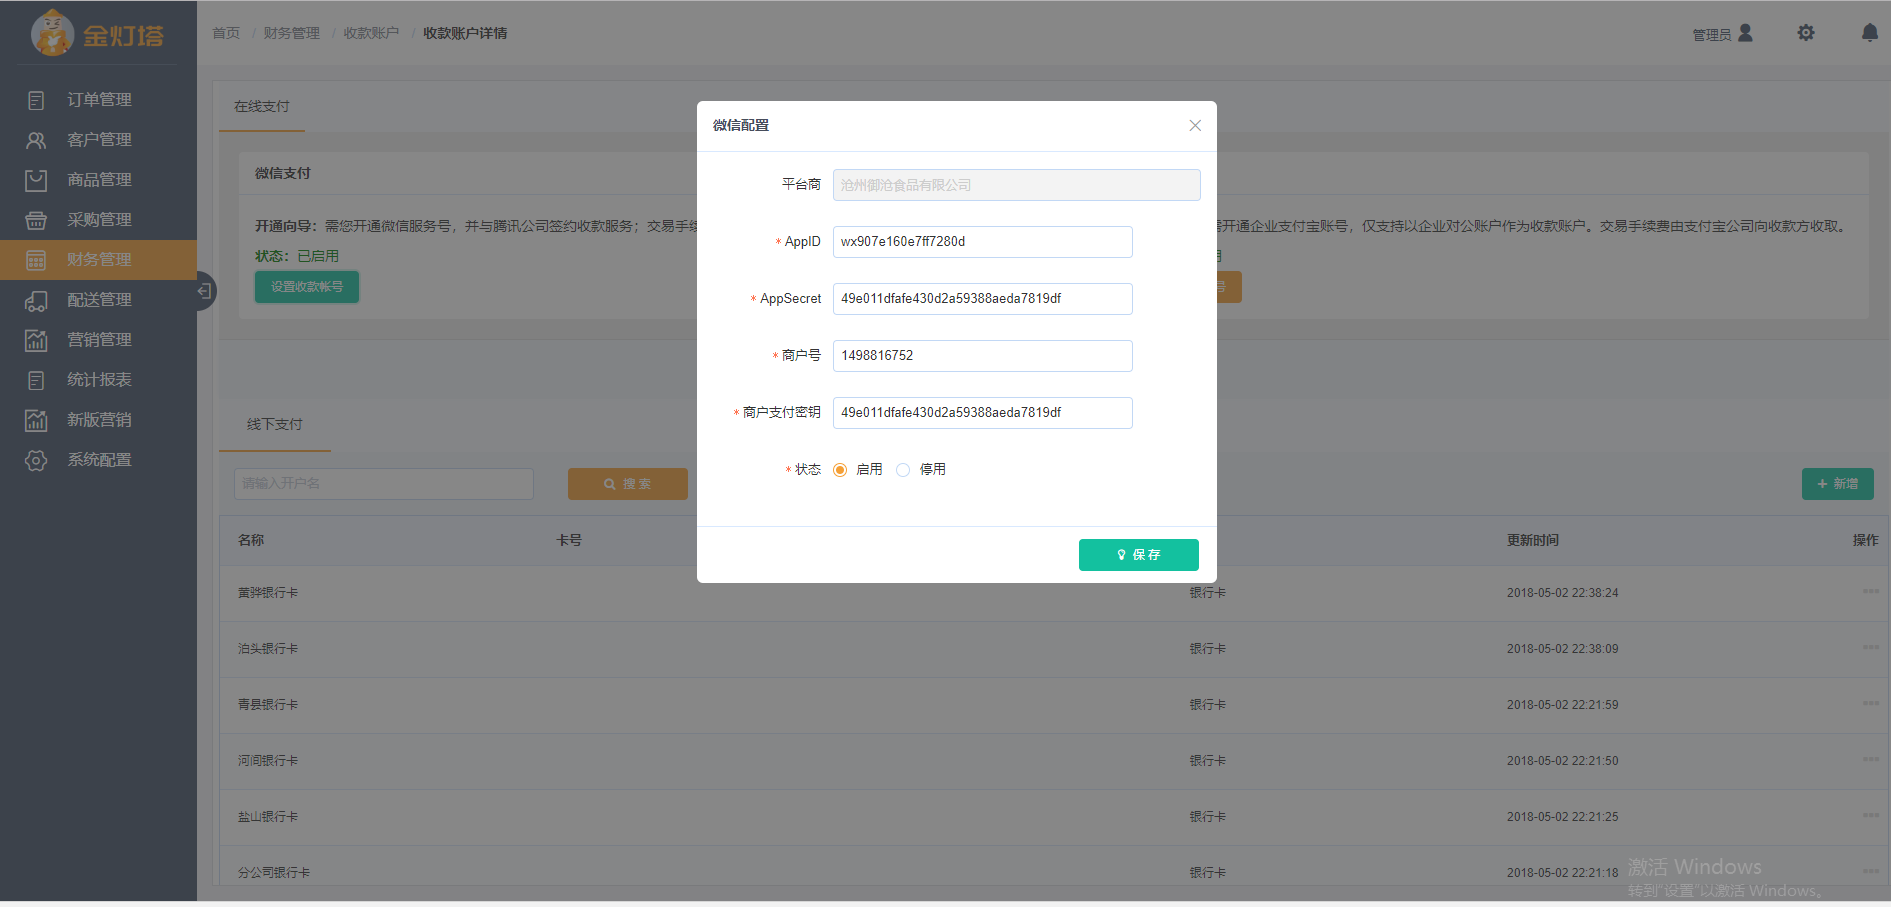 金灯塔
首页 / 财务管理 / 收款账户 / 收款账户详情
管理员
订单管理
客户管理
商品管理
采购管理
财务管理
配送管理
营销管理
统计报表
新版营销
系统配置
在线支付
微信支付
开通向导：需您开通微信服务号，并与腾讯公司签约收款服务；交易手续
开通企业支付宝账号，仅支持以企业对公账户作为收款账户。交易手续费由支付宝公司向收款方收取。
状态：已启用
设置收款帐号
号
微信配置
平台商 沧州御沧食品有限公司
* AppID wx907e160e7ff7280d
* AppSecret 49e011dfafe430d2a59388aeda7819df
* 商户号 1498816752
* 商户支付密钥 49e011dfafe430d2a59388aeda7819df
* 状态 启用 停用
保存
线下支付
请输入开户名 搜索 + 新增
名称 卡号 更新时间 操作
黄骅银行卡 银行卡 2018-05-02 22:38:24
泊头银行卡 银行卡 2018-05-02 22:38:09
青县银行卡 银行卡 2018-05-02 22:21:59
河间银行卡 银行卡 2018-05-02 22:21:50
盐山银行卡 银行卡 2018-05-02 22:21:25
分公司银行卡 银行卡 2018-05-02 22:21:18
激活 Windows
转到"设置"以激活 Windows。